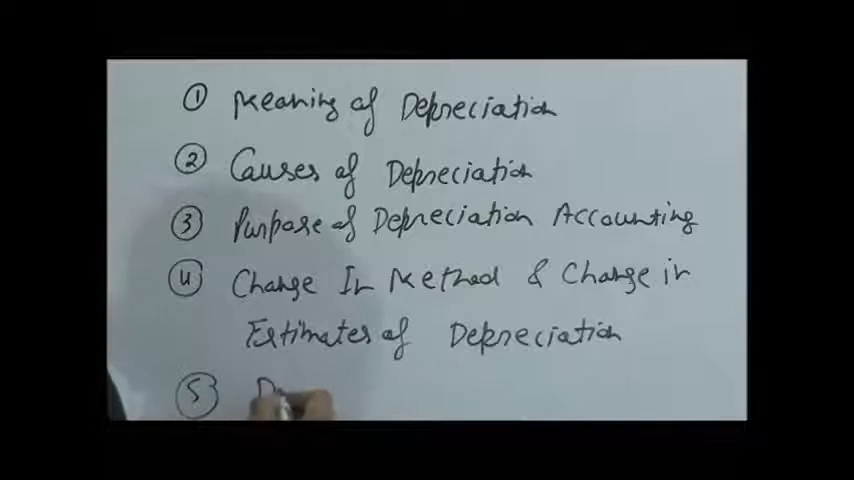 ① Meaning of Depreciation
② Causes of Depreciation
③ Purpose of Depreciation Accounting
④ Change In Method & Change in
Estimates of Depreciation
⑤